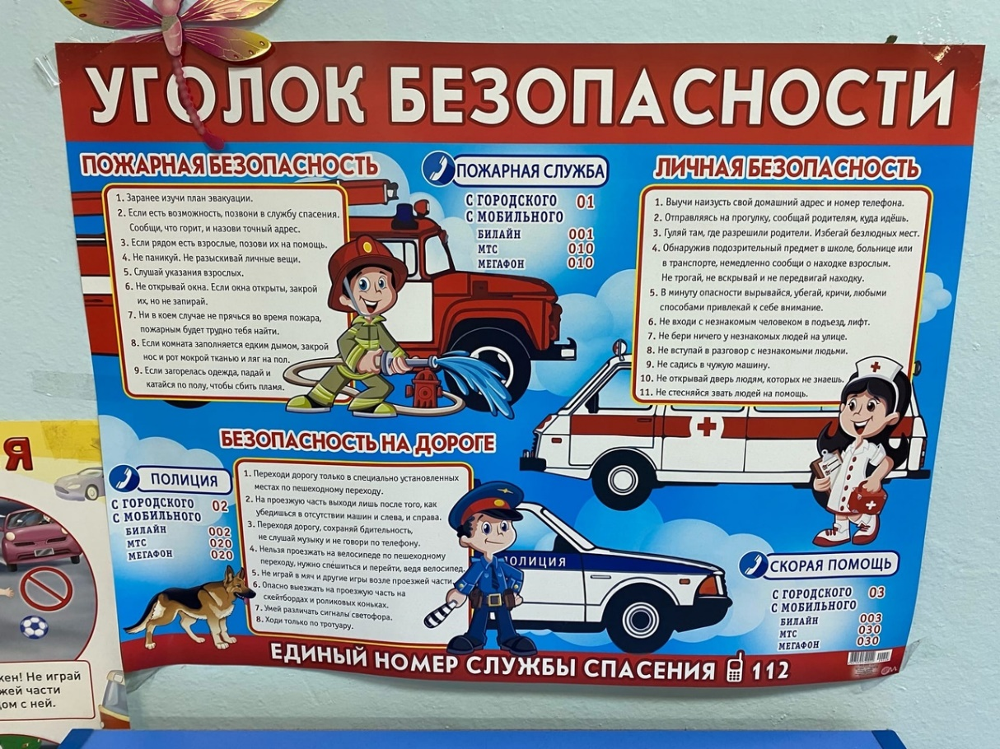 УГОЛОК БЕЗОПАСНОСТИ
ПОЖАРНАЯ БЕЗОПАСНОСТЬ
1. Заранее изучи план эвакуации.
2. Если есть возможность, позвони в службу спасения.
Сообщи, что горит, и назови точный адрес.
3. Если рядом есть взрослые, позови их на помощь.
4. Не паникуй. Не разыскивай личные вещи.
5. Слушай указания взрослых.
6. Не открывай окна. Если окна открыты, закрой
их, но не запирай.
7. Ни в коем случае не прячься во время пожара,
пожарным будет трудно тебя найти.
8. Если комната заполняется едким дымом, закрой
нос и рот мокрой тканью и ляг на пол.
9. Если загорелась одежда, падай и
катайся по полу, чтобы сбить пламя.
ПОЖАРНАЯ СЛУЖБА
С ГОРОДСКОГО 01
С МОБИЛЬНОГО
БИЛАЙН 001
МТС 010
МЕГАФОН 010
ЛИЧНАЯ БЕЗОПАСНОСТЬ
1. Выучи наизусть свой домашний адрес и номер телефона.
2. Отправляясь на прогулку, сообщай родителям, куда идёшь.
3. Гуляй там, где разрешили родители. Избегай безлюдных мест.
4. Обнаружив подозрительный предмет в школе, больнице или
в транспорте, немедленно сообщи о находке взрослым.
Не трогай, не вскрывай и не передвигай находку.
5. В минуту опасности вырывайся, убегай, кричи, любыми
способами привлекай к себе внимание.
6. Не входи с незнакомым человеком в подъезд, лифт.
7. Не бери ничего у незнакомых людей на улице.
8. Не вступай в разговор с незнакомыми людьми.
9. Не садись в чужую машину.
10. Не открывай дверь людям, которых не знаешь.
11. Не стесняйся звать людей на помощь.
БЕЗОПАСНОСТЬ НА ДОРОГЕ
1. Переходи дорогу только в специально установленных
местах по пешеходному переходу.
2. На проезжую часть выходи лишь после того, как
убедишься в отсутствии машин и слева, и справа.
3. Переходя дорогу, сохраняй бдительность,
не слушай музыку и не говори по телефону.
4. Нельзя проезжать на велосипеде по пешеходному
переходу, нужно спешиться и перейти, ведя велосипед.
5. Не играй в мяч и другие игры возле проезжей части.
6. Опасно выезжать на проезжую часть на
скейтбордах и роликовых коньках.
7. Умей различать сигналы светофора.
8. Ходи только по тротуару.
ПОЛИЦИЯ
С ГОРОДСКОГО 02
С МОБИЛЬНОГО
БИЛАЙН 002
МТС 020
МЕГАФОН 020
ПОЛИЦИЯ
СКОРАЯ ПОМОЩЬ
С ГОРОДСКОГО 03
С МОБИЛЬНОГО
БИЛАЙН 003
МТС 030
МЕГАФОН 030
ЕДИНЫЙ НОМЕР СЛУЖБЫ СПАСЕНИЯ 112
Я
жен! Не играй
жей части
ом с ней.